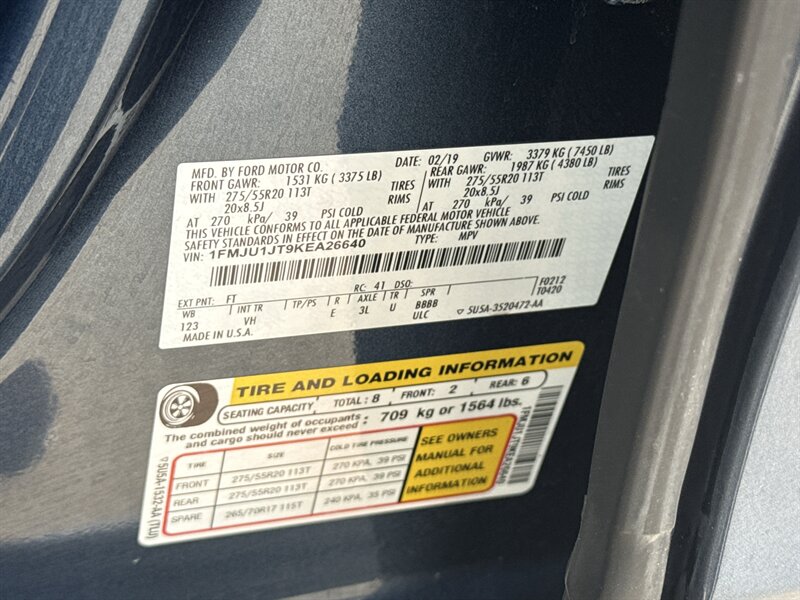 MFD. BY FORD MOTOR CO. DATE: 02/19 GVWR: 3379 KG ( 7450 LB)
FRONT GAWR: 1531 KG ( 3375 LB) REAR GAWR: 1987 KG ( 4380 LB)
WITH 275/55R20 113T TIRES WITH 275/55R20 113T TIRES
20x8.5J RIMS 20x8.5J RIMS
AT 270 kPa/ 39 PSI COLD AT 270 kPa/ 39 PSI COLD
THIS VEHICLE CONFORMS TO ALL APPLICABLE FEDERAL MOTOR VEHICLE
SAFETY STANDARDS IN EFFECT ON THE DATE OF MANUFACTURE SHOWN ABOVE.
VIN: 1FMJU1JT9KEA26640 TYPE: MPV
EXT PNT: FT RC: 41 DSO: F0212
WB INT TR TP/PS R AXLE TR SPR T0420
123 VH E 3L U BBBB
ULC
MADE IN U.S.A. ▽ 5U5A-3520472-AA
TIRE AND LOADING INFORMATION
SEATING CAPACITY TOTAL: 8 FRONT: 2 REAR: 6
The combined weight of occupants and cargo should never exceed : 709 kg or 1564 lbs.
TIRE SIZE COLD TIRE PRESSURE
FRONT 275/55R20 113T 270 KPA, 39 PSI
REAR 275/55R20 113T 270 KPA, 39 PSI
SPARE 265/70R17 115T 240 KPA, 35 PSI
SEE OWNERS
MANUAL FOR
ADDITIONAL
INFORMATION
▽5U5A-1532-AA (TLU)
1FMJU1JT9KEA26640